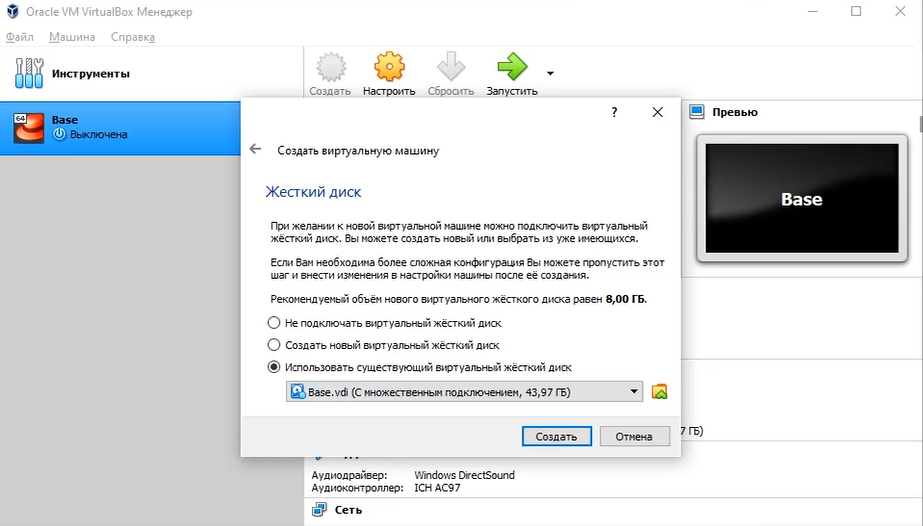 Oracle VM VirtualBox Менеджер
Файл Машина Справка
Инструменты
Создать Настроить Сбросить Запустить
64
Base
Выключена
Превью
Base
?
Создать виртуальную машину
Жесткий диск
При желании к новой виртуальной машине можно подключить виртуальный
жёсткий диск. Вы можете создать новый или выбрать из уже имеющихся.
Если Вам необходима более сложная конфигурация Вы можете пропустить этот
шаг и внести изменения в настройки машины после её создания.
Рекомендуемый объём нового виртуального жёсткого диска равен 8,00 ГБ.
Не подключать виртуальный жёсткий диск
Создать новый виртуальный жёсткий диск
Использовать существующий виртуальный жёсткий диск
Base.vdi (С множественным подключением, 43,97 ГБ)
Создать Отмена
7 ГБ)
Аудиодрайвер: Windows DirectSound
Аудиоконтроллер: ICH AC97
Сеть